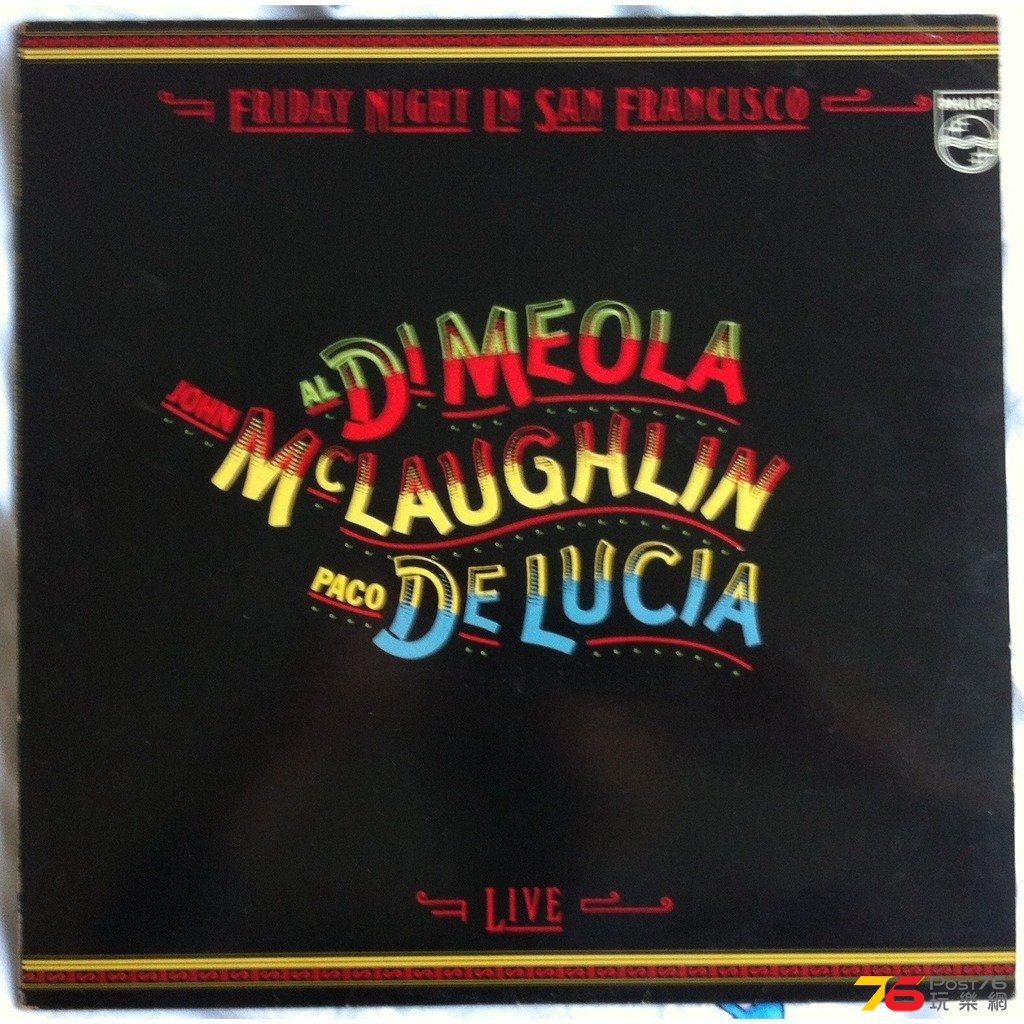 FRIDAY NIGHT IN SAN FRANCISCO
PHILIPS
AL DI MEOLA
JOHN MCLAUGHLIN
PACO DE LUCIA
LIVE
76 Post76
玩樂網